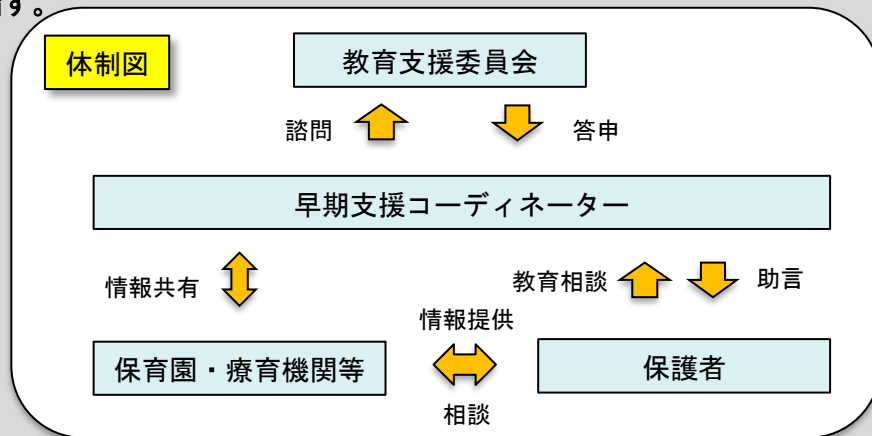 す。
体制図
教育支援委員会
諮問
答申
早期支援コーディネーター
情報共有
教育相談
助言
情報提供
保育園・療育機関等
保護者
相談